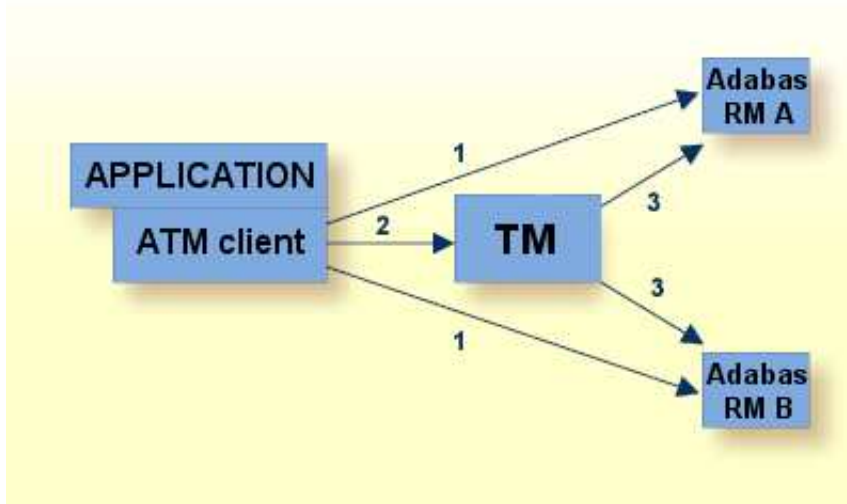 Adabas
RM A
1
APPLICATION
3
2
ATM client
TM
3
1
Adabas
RM B